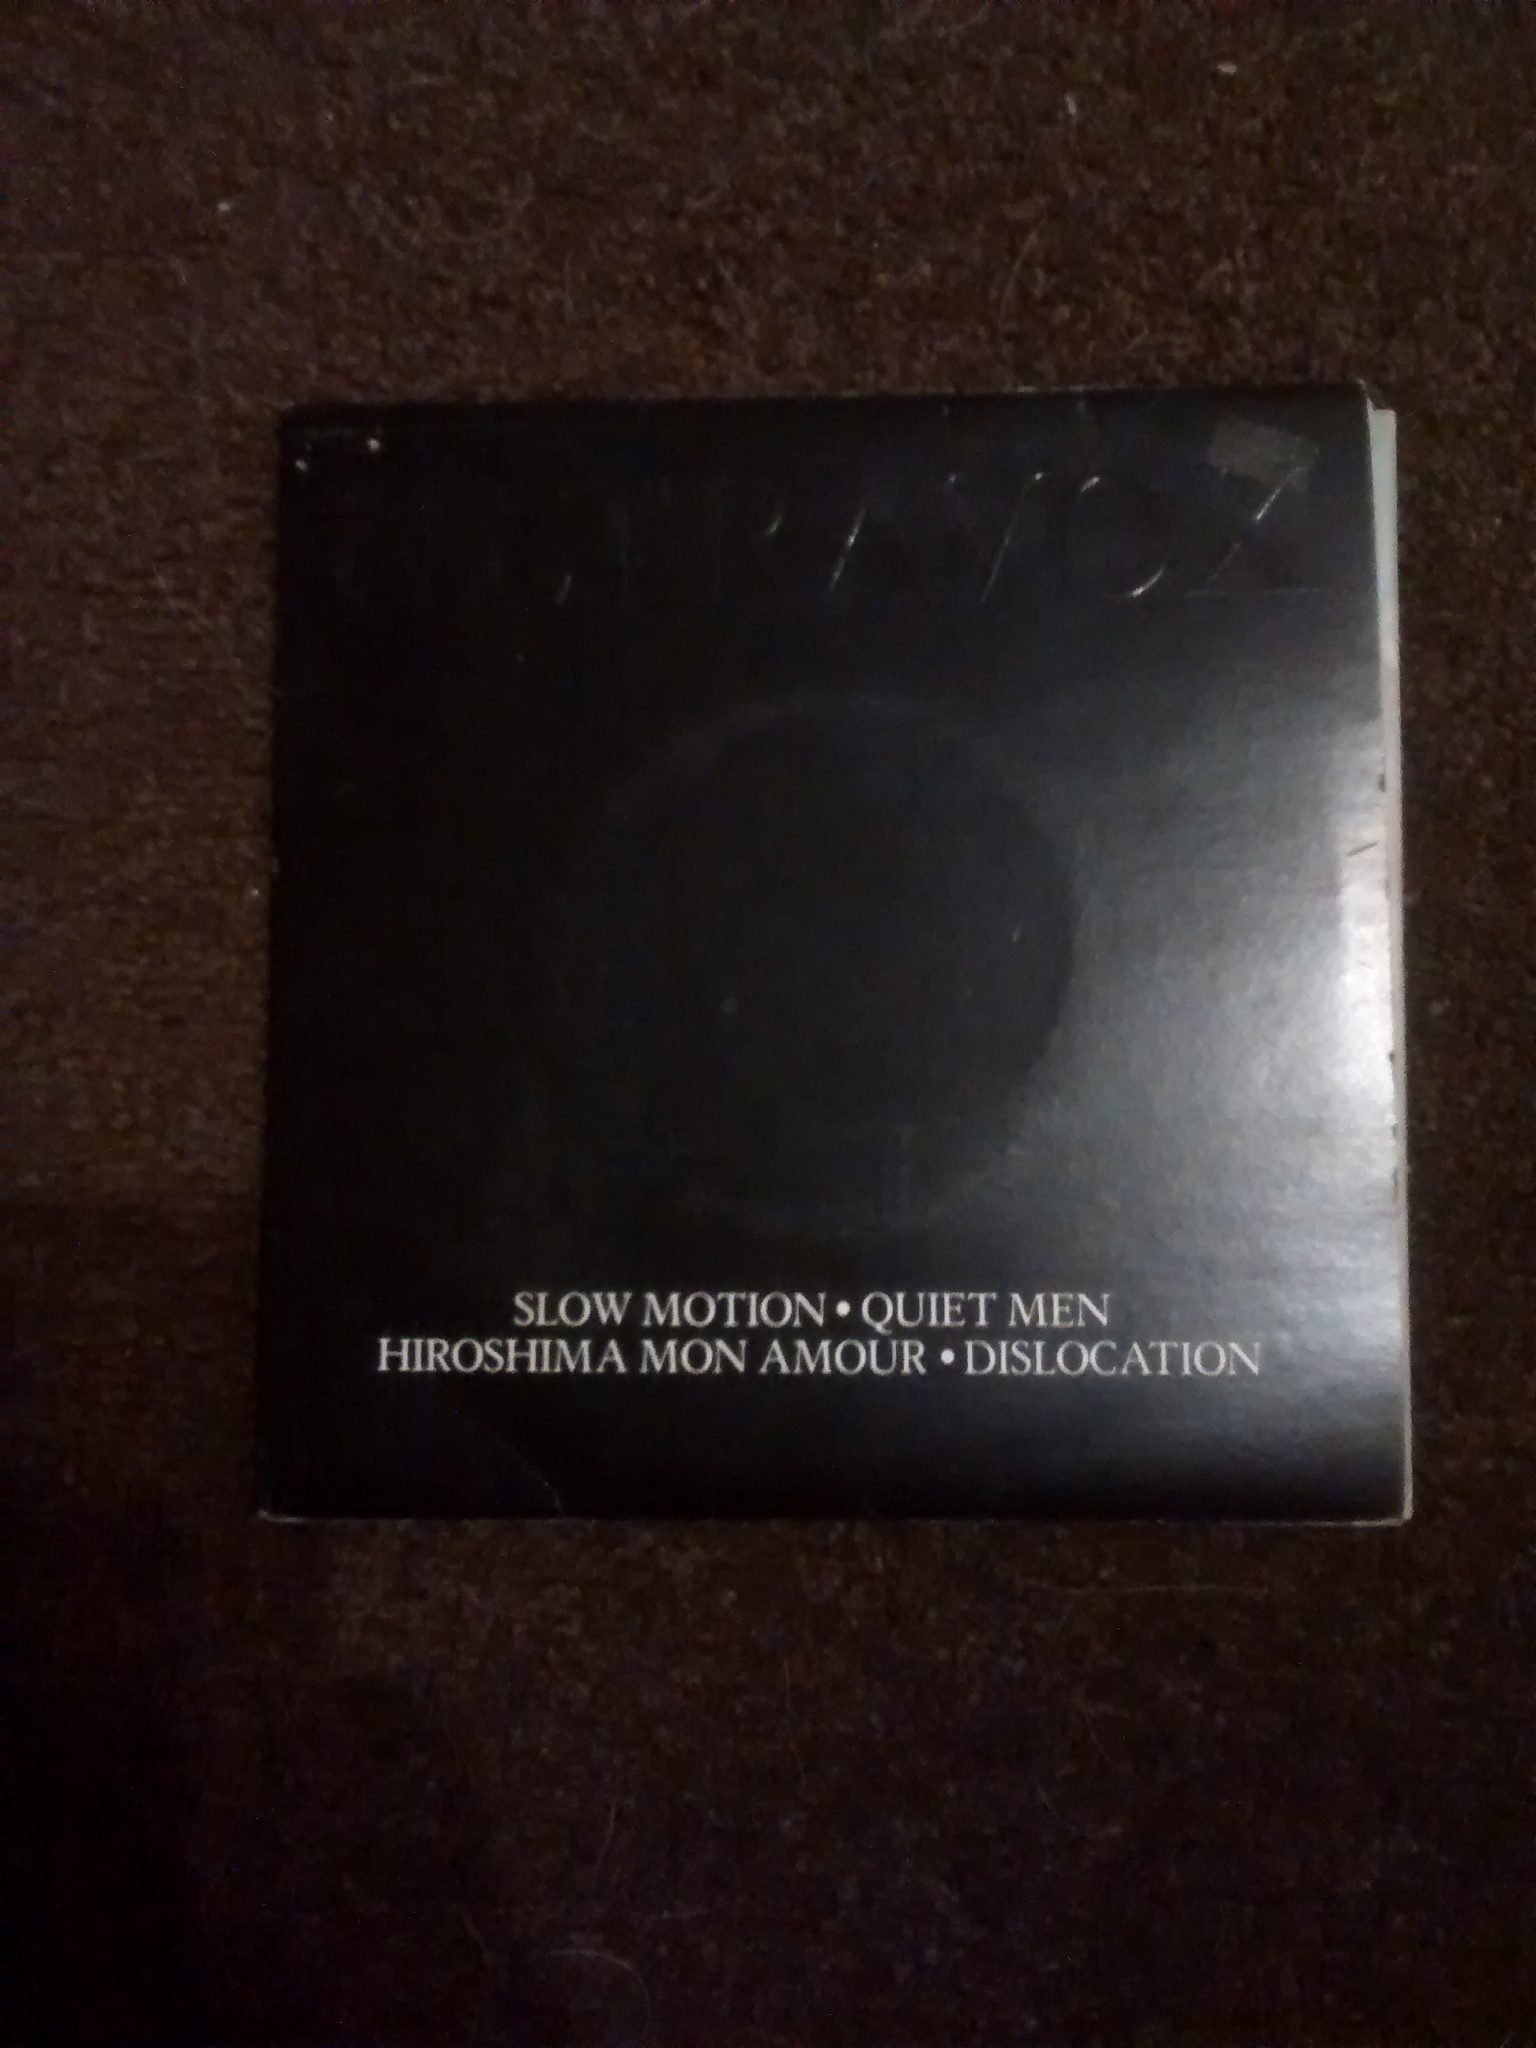 SLOW MOTION • QUIET MEN
HIROSHIMA MON AMOUR • DISLOCATION